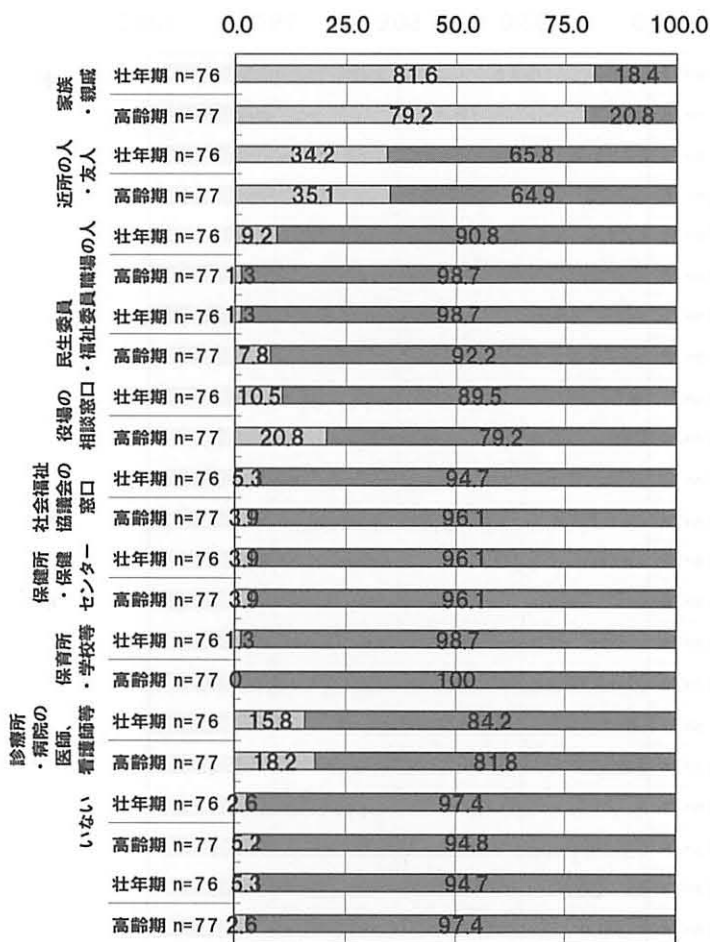 0.0 25.0 50.0 75.0 100.0
家族
・親戚
壮年期 n=76 81.6 18.4
高齢期 n=77 79.2 20.8
近所の人
・友人
壮年期 n=76 34.2 65.8
高齢期 n=77 35.1 64.9
職場の人
壮年期 n=76 9.2 90.8
高齢期 n=77 1.3 98.7
民生委員
・福祉委員
壮年期 n=76 1.3 98.7
高齢期 n=77 7.8 92.2
役場の
相談窓口
壮年期 n=76 10.5 89.5
高齢期 n=77 20.8 79.2
社会福祉
協議会の
窓口
壮年期 n=76 5.3 94.7
高齢期 n=77 3.9 96.1
保健所
・保健
センター
壮年期 n=76 3.9 96.1
高齢期 n=77 3.9 96.1
保育所
・学校等
壮年期 n=76 1.3 98.7
高齢期 n=77 0 100
診療所
・病院の
医師、
看護師等
壮年期 n=76 15.8 84.2
高齢期 n=77 18.2 81.8
いない
壮年期 n=76 2.6 97.4
高齢期 n=77 5.2 94.8
壮年期 n=76 5.3 94.7
高齢期 n=77 2.6 97.4